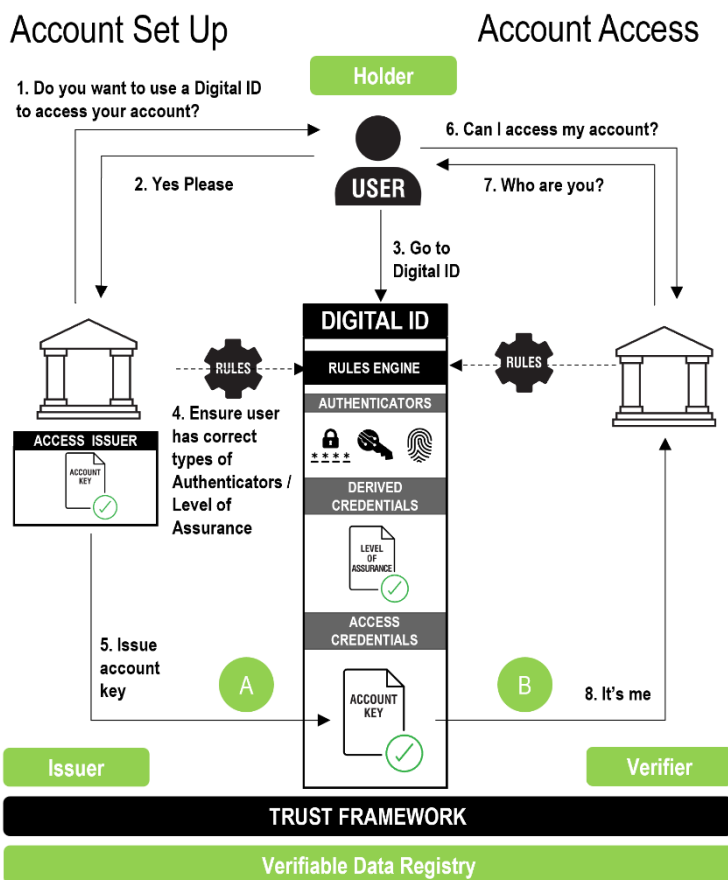 Account Set Up
Account Access
Holder
1. Do you want to use a Digital ID
to access your account?
6. Can I access my account?
2. Yes Please
7. Who are you?
USER
3. Go to
Digital ID
DIGITAL ID
RULES
RULES ENGINE
RULES
AUTHENTICATORS
4. Ensure user
has correct
types of
Authenticators /
Level of
Assurance
ACCESS ISSUER
ACCOUNT
KEY
* * * *
DERIVED
CREDENTIALS
LEVEL
OF
ASSURANCE
ACCESS
CREDENTIALS
5. Issue
account
key
A
ACCOUNT
KEY
B
8. It's me
Issuer
Verifier
TRUST FRAMEWORK
Verifiable Data Registry